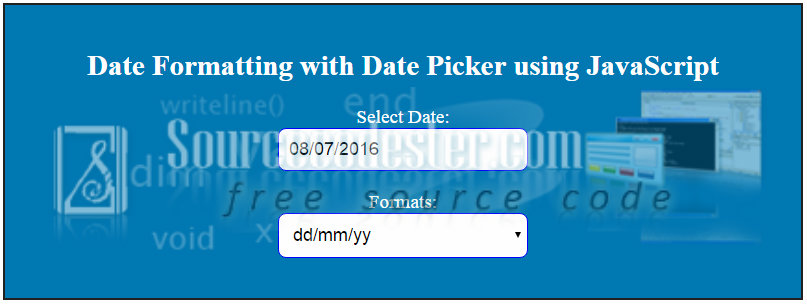 Date Formatting with Date Picker using JavaScript
writeline()
end
Select Date:
Sourcecodester.com
08/07/2016
dim
free source code
Formats:
void
x
dd/mm/yy